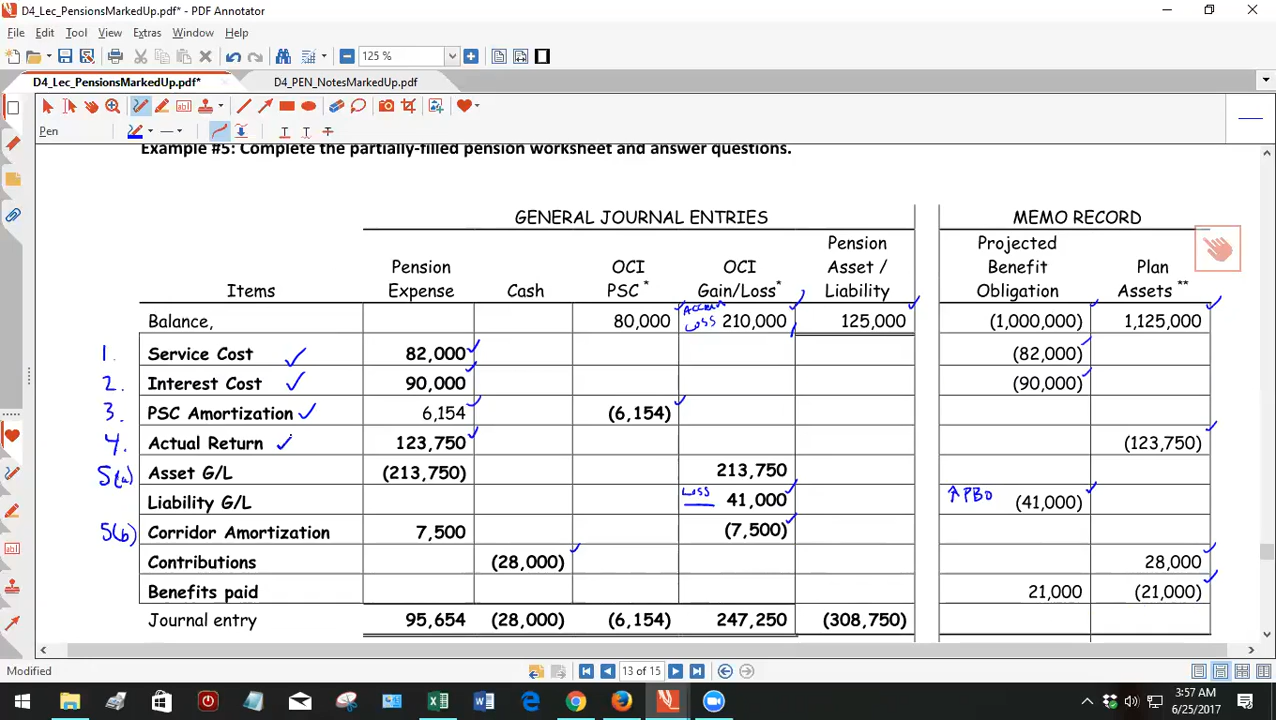 D4_Lec_PensionsMarkedUp.pdf* - PDF Annotator
File Edit Tool View Extras Window Help
125 %
D4_Lec_PensionsMarkedUp.pdf* D4_PEN_NotesMarkedUp.pdf
Pen
Example #5: Complete the partially-filled pension worksheet and answer questions.
GENERAL JOURNAL ENTRIES MEMO RECORD
Pension Projected
Pension OCI OCI Asset / Benefit Plan
Items Expense Cash PSC * Gain/Loss* Liability Obligation Assets **
Balance, 80,000 Accum Loss 210,000 125,000 (1,000,000) 1,125,000
1. Service Cost ✓ 82,000 (82,000)
2. Interest Cost ✓ 90,000 (90,000)
3. PSC Amortization ✓ 6,154 (6,154)
4. Actual Return ✓ 123,750 (123,750)
5(a) Asset G/L (213,750) 213,750
Liability G/L Loss 41,000 ↑PBO (41,000)
5(b) Corridor Amortization 7,500 (7,500)
Contributions (28,000) 28,000
Benefits paid 21,000 (21,000)
Journal entry 95,654 (28,000) (6,154) 247,250 (308,750)
Modified 13 of 15
3:57 AM
6/25/2017